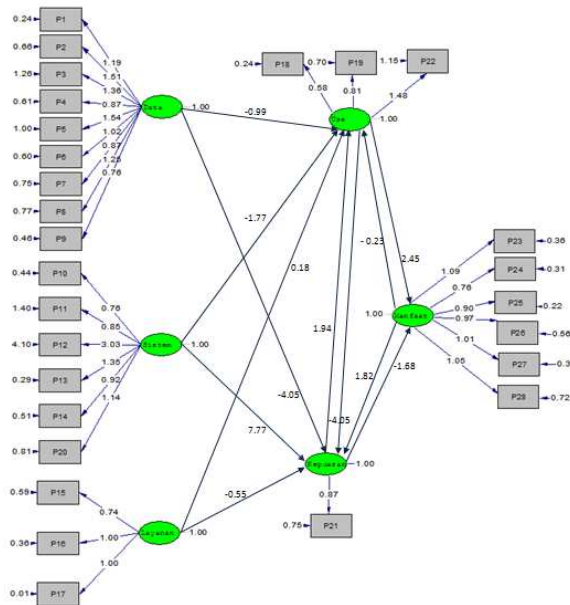 0.24 P1
0.66 P2
1.26 P3
0.61 P4
1.00 P5
0.60 P6
0.75 P7
0.77 P8
0.46 P9
0.44 P10
1.40 P11
4.10 P12
0.29 P13
0.51 P14
0.81 P20
0.59 P15
0.36 P16
0.01 P17
1.19
1.51
1.36
0.87
1.54
1.02
0.87
1.25
0.76
Data 1.00
0.76
0.85
3.03
1.35
0.92
1.14
Sistem 1.00
0.74
1.00
1.00
Layanan 1.00
-0.99
-1.77
0.18
-4.05
7.77
-0.55
0.24 P18
0.70 P19
1.15 P22
0.58
0.81
1.48
1.00
-0.23
2.45
1.94
-4.05
1.82
-1.68
Kepuasan 1.00
0.87
0.75 P21
1.00 Manfaat
1.09
0.76
0.90
0.97
1.01
1.05
P23 0.36
P24 0.31
P25 0.22
P26 0.56
P27 0.3
P28 0.72